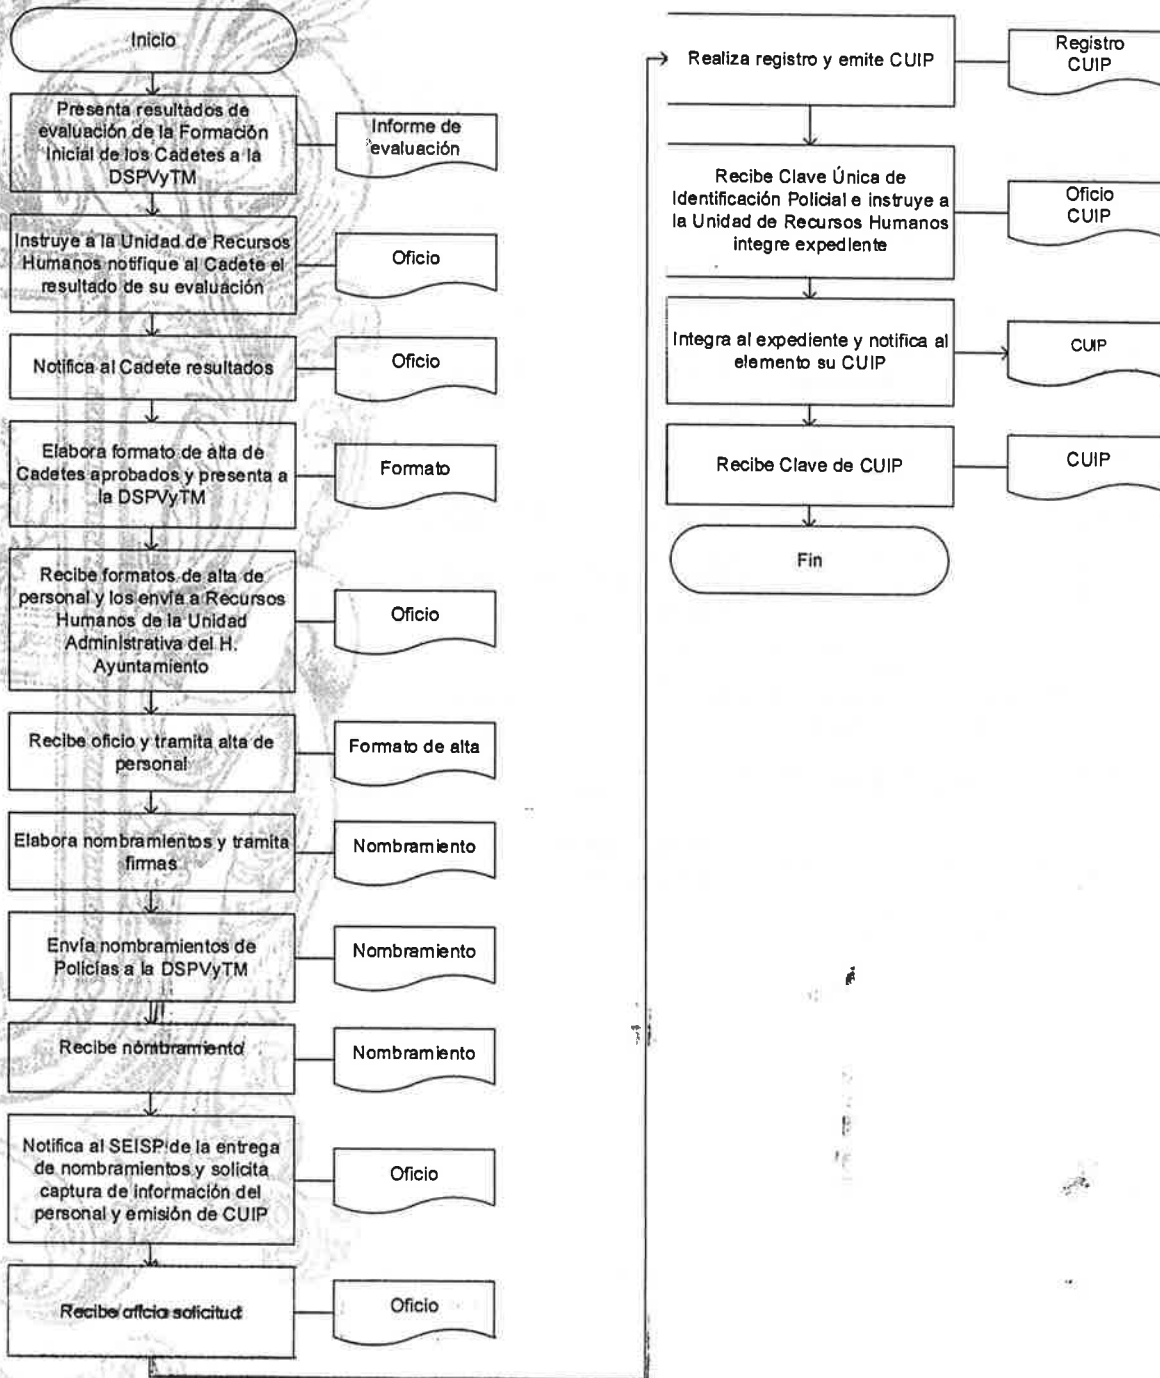 Inicio
Presenta resultados de
evaluación de la Formación
Inicial de los Cadetes a la
DSPVyTM
Informe de
evaluación
Instruye a la Unidad de Recursos
Humanos notifique al Cadete el
resultado de su evaluación
Oficio
Notifica al Cadete resultados
Oficio
Elabora formato de alta de
Cadetes aprobados y presenta a
la DSPVyTM
Formato
Recibe formatos de alta de
personal y los envía a Recursos
Humanos de la Unidad
Administrativa del H.
Ayuntamiento
Oficio
Recibe oficio y tramita alta de
personal
Formato de alta
Elabora nombramientos y tramita
firmas
Nombramiento
Envía nombramientos de
Policías a la DSPVyTM
Nombramiento
Recibe nombramiento
Nombramiento
Notifica al SEISP de la entrega
de nombramientos y solicita
captura de información del
personal y emisión de CUIP
Oficio
Recibe oficio solicitud
Oficio
Realiza registro y emite CUIP
Registro
CUIP
Recibe Clave Única de
Identificación Policial e instruye a
la Unidad de Recursos Humanos
integre expediente
Oficio
CUIP
Integra al expediente y notifica al
elemento su CUIP
CUIP
Recibe Clave de CUIP
CUIP
Fin